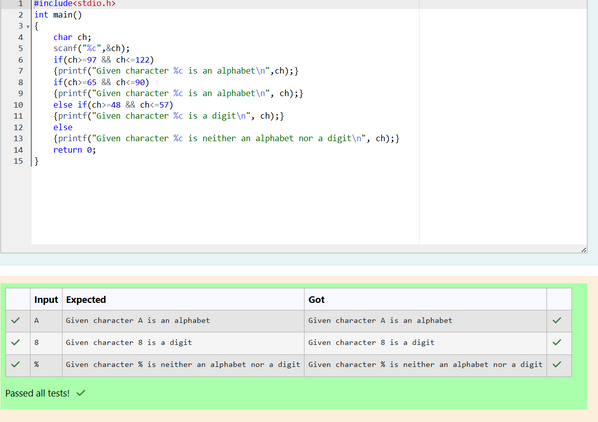 1 #include<stdio.h>
2 int main()
3 {
4 char ch;
5 scanf("%c",&ch);
6 if(ch>=97 && ch<=122)
7 {printf("Given character %c is an alphabet\n",ch);}
8 if(ch>=65 && ch<=90)
9 {printf("Given character %c is an alphabet\n", ch);}
10 else if(ch>=48 && ch<=57)
11 {printf("Given character %c is a digit\n", ch);}
12 else
13 {printf("Given character %c is neither an alphabet nor a digit\n", ch);}
14 return 0;
15 }
Input Expected Got
A Given character A is an alphabet Given character A is an alphabet
8 Given character 8 is a digit Given character 8 is a digit
% Given character % is neither an alphabet nor a digit Given character % is neither an alphabet nor a digit
Passed all tests!